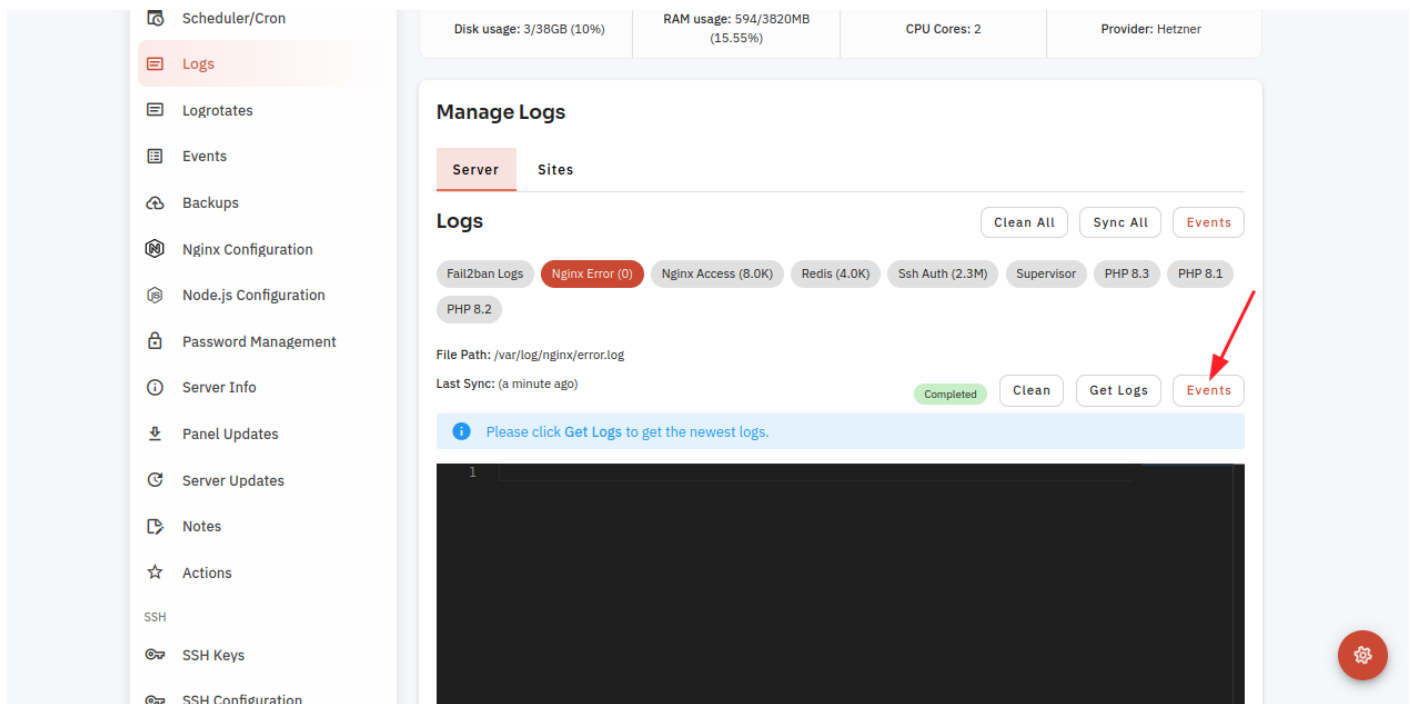 Scheduler/Cron
Logs
Logrotates
Events
Backups
Nginx Configuration
Node.js Configuration
Password Management
Server Info
Panel Updates
Server Updates
Notes
Actions
SSH
SSH Keys
SSH Configuration
Disk usage: 3/38GB (10%)
RAM usage: 594/3820MB
(15.55%)
CPU Cores: 2
Provider: Hetzner
Manage Logs
Server Sites
Logs
Clean All Sync All Events
Fail2ban Logs Nginx Error (0) Nginx Access (8.0K) Redis (4.0K) Ssh Auth (2.3M) Supervisor PHP 8.3 PHP 8.1
PHP 8.2
File Path: /var/log/nginx/error.log
Last Sync: (a minute ago)
Completed Clean Get Logs Events
Please click Get Logs to get the newest logs.
1